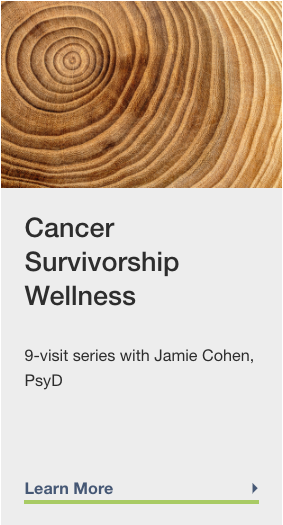 Cancer
Survivorship
Wellness
9-visit series with Jamie Cohen,
PsyD
Learn More